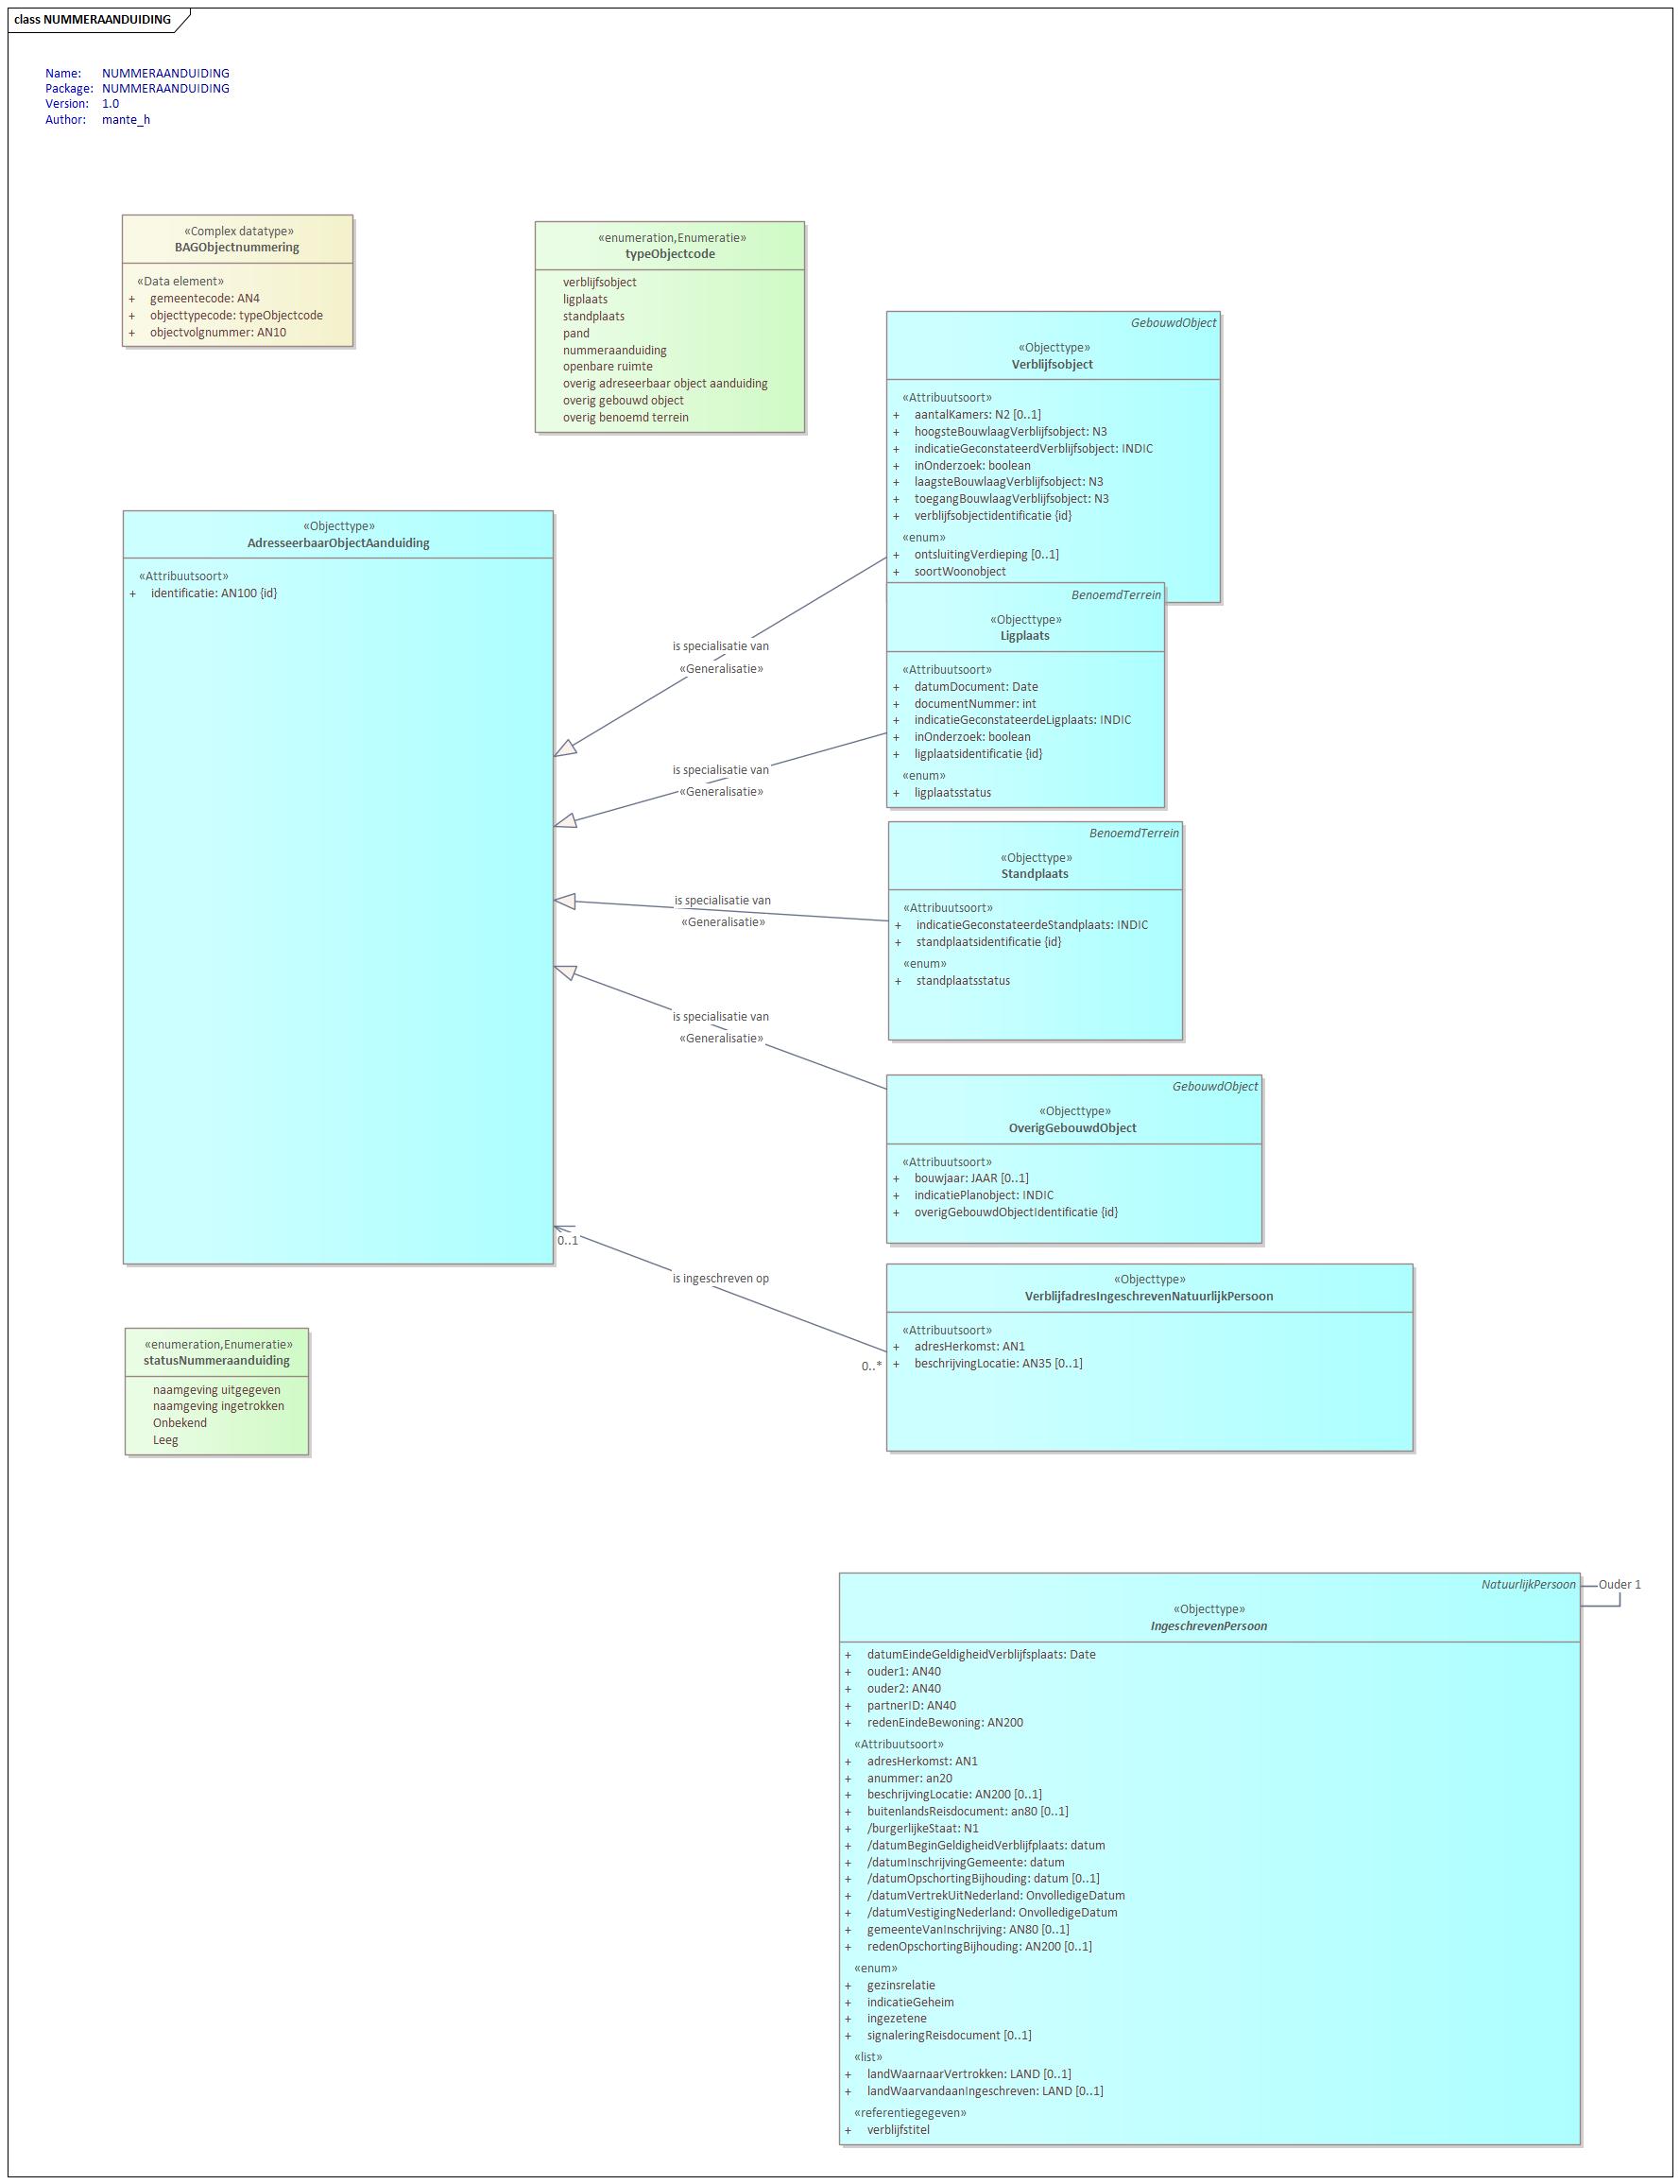 class NUMMERAANDUIDING
Name: NUMMERAANDUIDING
Package: NUMMERAANDUIDING
Version: 1.0
Author: mante_h
«Complex datatype»
BAGObjectnummering
«Data element»
+ gemeentecode: AN4
+ objecttypecode: typeObjectcode
+ objectvolgnummer: AN10
«enumeration,Enumeratie»
typeObjectcode
verblijfsobject
ligplaats
standplaats
pand
nummeraanduiding
openbare ruimte
overig adreseerbaar object aanduiding
overig gebouwd object
overig benoemd terrein
GebouwdObject
«Objecttype»
Verblijfsobject
«Attribuutsoort»
+ aantalKamers: N2 [0..1]
+ hoogsteBouwlaagVerblijfsobject: N3
+ indicatieGeconstateerdVerblijfsobject: INDIC
+ inOnderzoek: boolean
+ laagsteBouwlaagVerblijfsobject: N3
+ toegangBouwlaagVerblijfsobject: N3
+ verblijfsobjectidentificatie {id}
«enum»
+ ontsluitingVerdieping [0..1]
+ soortWoonobject
«Objecttype»
AdresseerbaarObjectAanduiding
«Attribuutsoort»
+ identificatie: AN100 {id}
is specialisatie van
«Generalisatie»
BenoemdTerrein
«Objecttype»
Ligplaats
«Attribuutsoort»
+ datumDocument: Date
+ documentNummer: int
+ indicatieGeconstateerdeLigplaats: INDIC
+ inOnderzoek: boolean
+ ligplaatsidentificatie {id}
«enum»
+ ligplaatsstatus
is specialisatie van
«Generalisatie»
BenoemdTerrein
«Objecttype»
Standplaats
«Attribuutsoort»
+ indicatieGeconstateerdeStandplaats: INDIC
+ standplaatsidentificatie {id}
«enum»
+ standplaatsstatus
is specialisatie van
«Generalisatie»
is specialisatie van
«Generalisatie»
GebouwdObject
«Objecttype»
OverigGebouwdObject
«Attribuutsoort»
+ bouwjaar: JAAR [0..1]
+ indicatiePlanobject: INDIC
+ overigGebouwdObjectIdentificatie {id}
0..1
is ingeschreven op
0..*
«Objecttype»
VerblijfadresIngeschrevenNatuurlijkPersoon
«Attribuutsoort»
+ adresHerkomst: AN1
+ beschrijvingLocatie: AN35 [0..1]
«enumeration,Enumeratie»
statusNummeraanduiding
naamgeving uitgegeven
naamgeving ingetrokken
Onbekend
Leeg
NatuurlijkPersoon
Ouder 1
«Objecttype»
IngeschrevenPersoon
+ datumEindeGeldigheidVerblijfsplaats: Date
+ ouder1: AN40
+ ouder2: AN40
+ partnerID: AN40
+ redenEindeBewoning: AN200
«Attribuutsoort»
+ adresHerkomst: AN1
+ anummer: an20
+ beschrijvingLocatie: AN200 [0..1]
+ buitenlandsReisdocument: an80 [0..1]
+ /burgerlijkeStaat: N1
+ /datumBeginGeldigheidVerblijfplaats: datum
+ /datumInschrijvingGemeente: datum
+ /datumOpschortingBijhouding: datum [0..1]
+ /datumVertrekUitNederland: OnvolledigeDatum
+ /datumVestigingNederland: OnvolledigeDatum
+ gemeenteVanInschrijving: AN80 [0..1]
+ redenOpschortingBijhouding: AN200 [0..1]
«enum»
+ gezinsrelatie
+ indicatieGeheim
+ ingezetene
+ signaleringReisdocument [0..1]
«list»
+ landWaarnaarVertrokken: LAND [0..1]
+ landWaarvandaanIngeschreven: LAND [0..1]
«referentiegegeven»
+ verblijfstitel